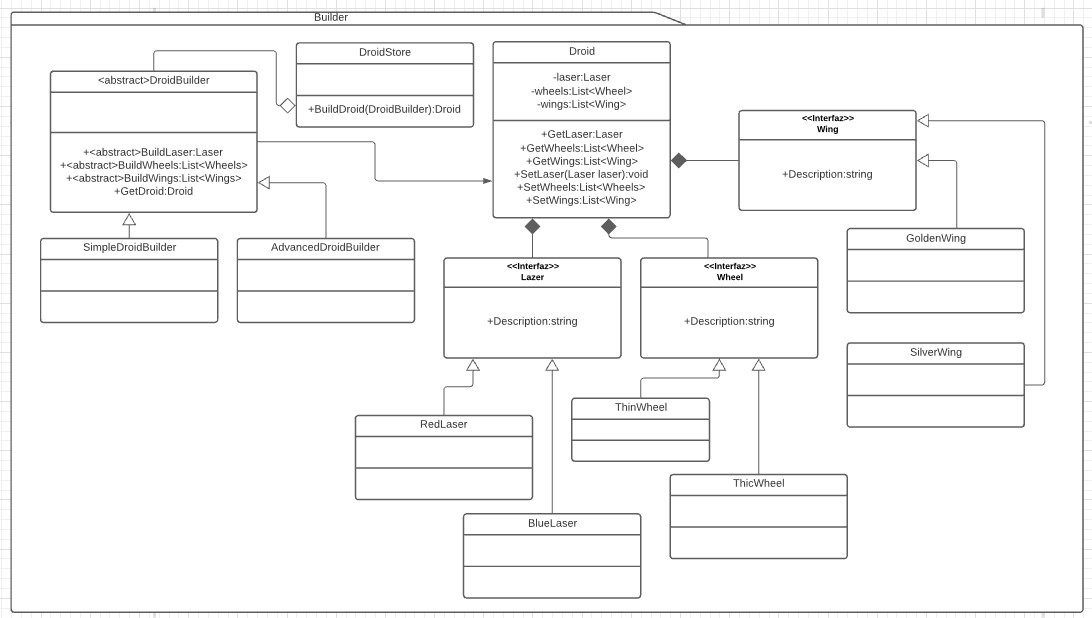 Builder
<abstract>DroidBuilder
+<abstract>BuildLaser:Laser
+<abstract>BuildWheels:List<Wheels>
+<abstract>BuildWings:List<Wings>
+GetDroid:Droid
DroidStore
+BuildDroid(DroidBuilder):Droid
Droid
-laser:Laser
-wheels:List<Wheel>
-wings:List<Wing>
+GetLaser:Laser
+GetWheels:List<Wheel>
+GetWings:List<Wing>
+SetLaser(Laser laser):void
+SetWheels:List<Wheels>
+SetWings:List<Wing>
<<Interfaz>>
Wing
+Description:string
SimpleDroidBuilder
AdvancedDroidBuilder
<<Interfaz>>
Lazer
+Description:string
<<Interfaz>>
Wheel
+Description:string
GoldenWing
SilverWing
RedLaser
ThinWheel
ThicWheel
BlueLaser